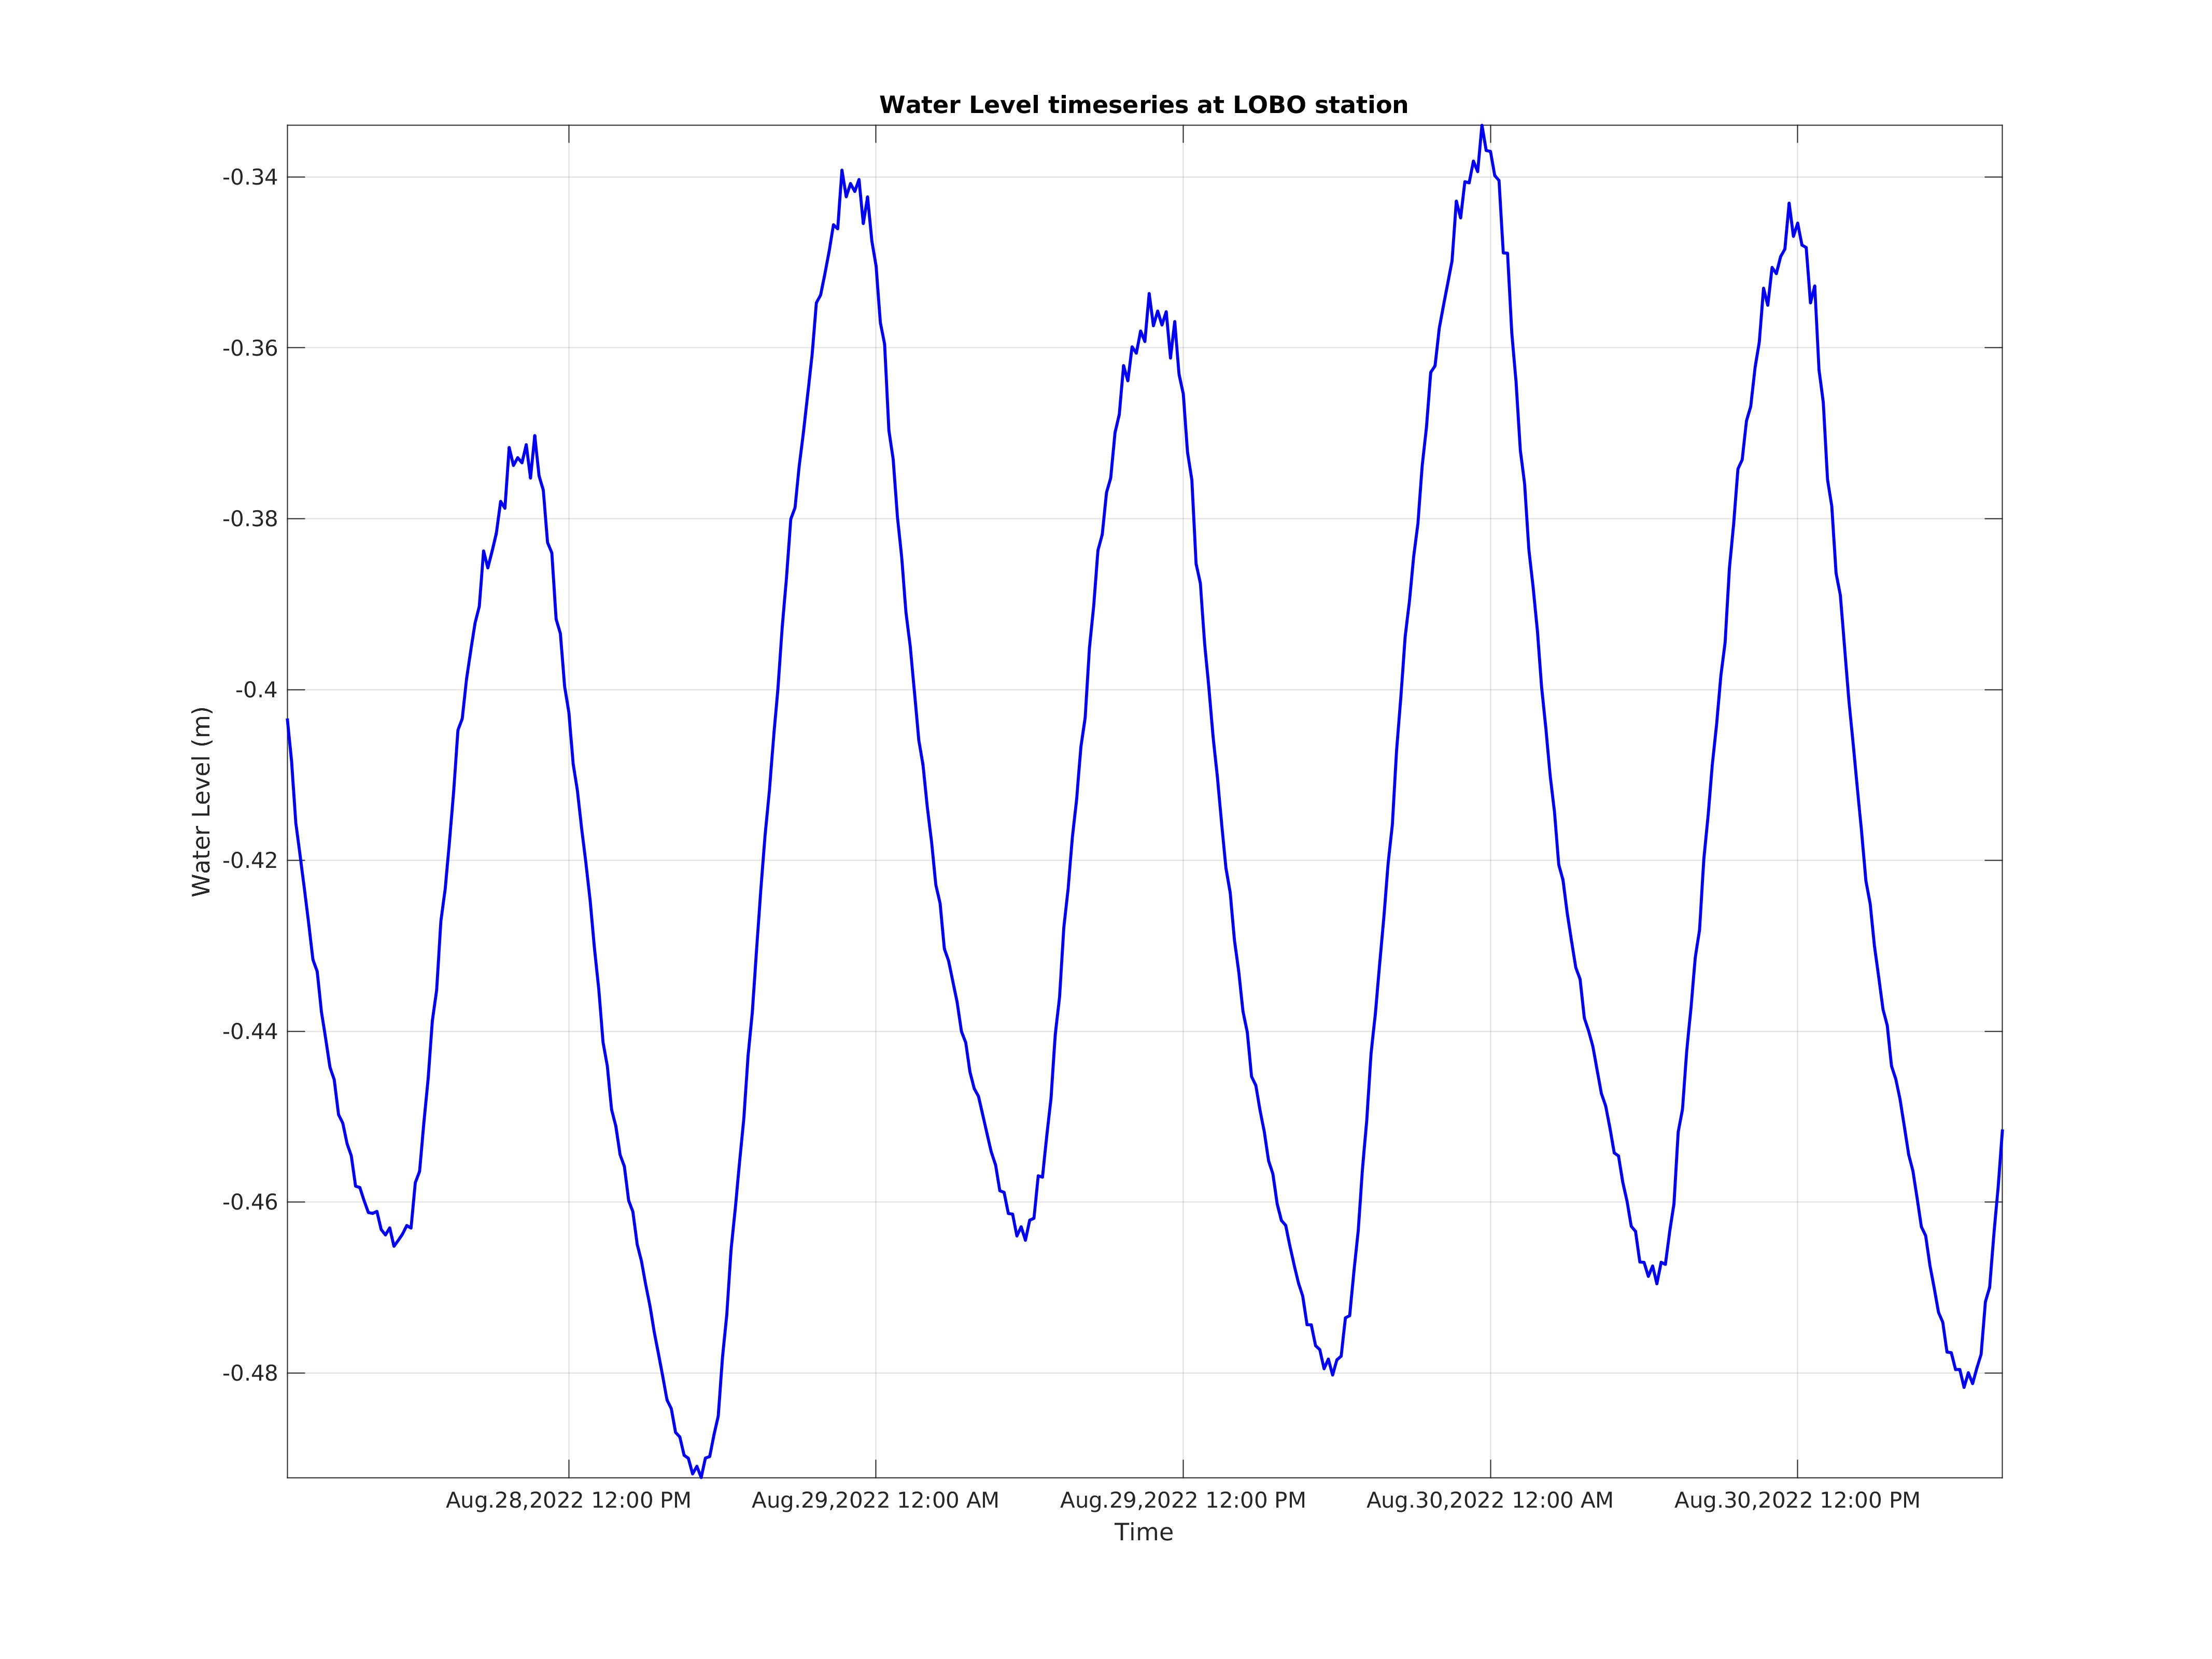 Water Level timeseries at LOBO station
-0.34
-0.36
-0.38
-0.4
-0.42
-0.44
-0.46
-0.48
Water Level (m)
Aug.28,2022 12:00 PM
Aug.29,2022 12:00 AM
Aug.29,2022 12:00 PM
Aug.30,2022 12:00 AM
Aug.30,2022 12:00 PM
Time